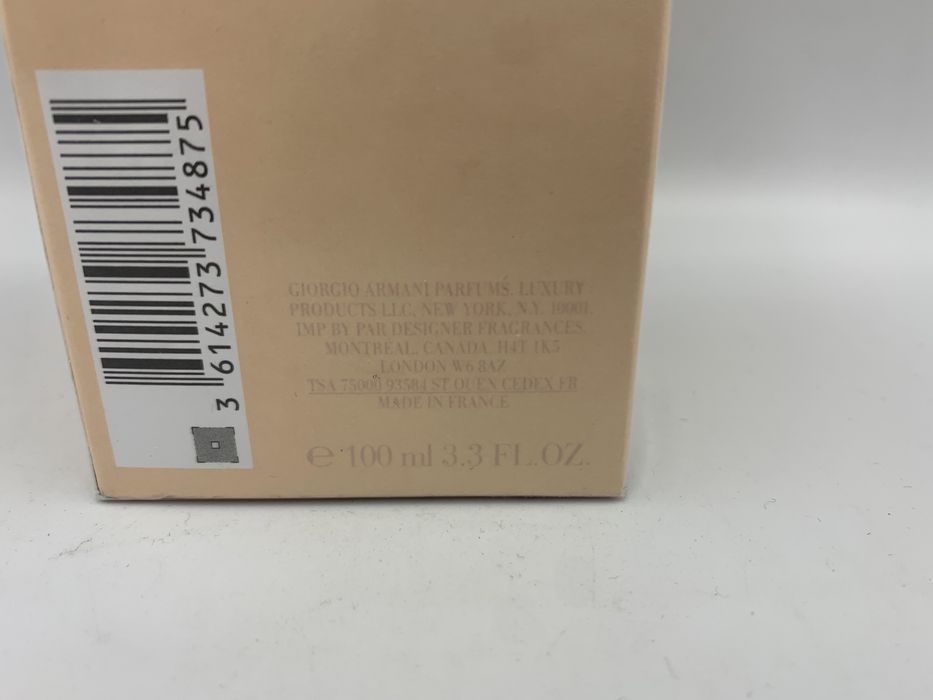 3 614273 734875
GIORGIO ARMANI PARFUMS. LUXURY
PRODUCTS LLC, NEW YORK, N.Y. 10001.
IMP BY PAR DESIGNER FRAGRANCES,
MONTREAL, CANADA, H4T 1K5
LONDON W6 8AZ
TSA 75000 93584 ST OUEN CEDEX FR
MADE IN FRANCE
℮ 100 ml 3.3 FL.OZ.